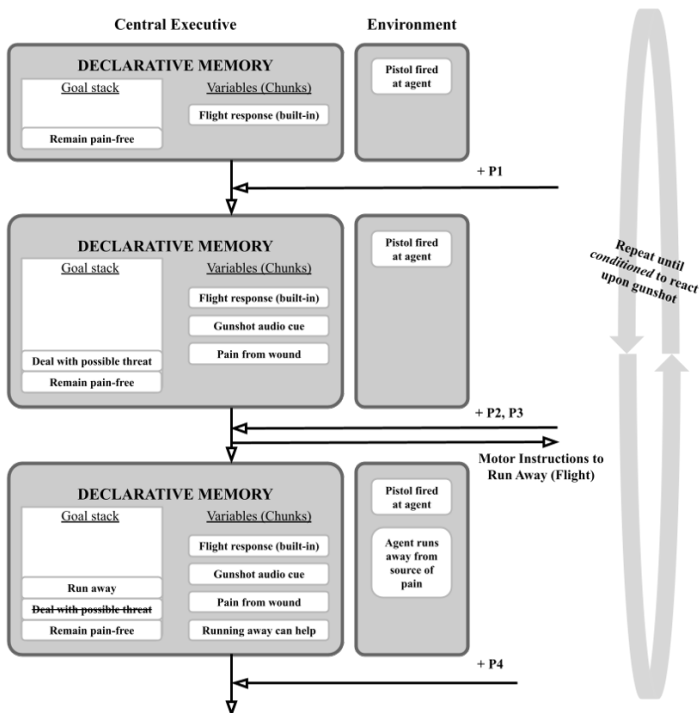 Central Executive
Environment
DECLARATIVE MEMORY
Goal stack
Variables (Chunks)
Flight response (built-in)
Remain pain-free
Pistol fired
at agent
+ P1
DECLARATIVE MEMORY
Goal stack
Variables (Chunks)
Flight response (built-in)
Gunshot audio cue
Pain from wound
Deal with possible threat
Remain pain-free
Pistol fired
at agent
Repeat until
conditioned to react
upon gunshot
+ P2, P3
Motor Instructions to
Run Away (Flight)
DECLARATIVE MEMORY
Goal stack
Variables (Chunks)
Flight response (built-in)
Gunshot audio cue
Pain from wound
Running away can help
Run away
Deal with possible threat
Remain pain-free
Pistol fired
at agent
Agent runs
away from
source of
pain
+ P4